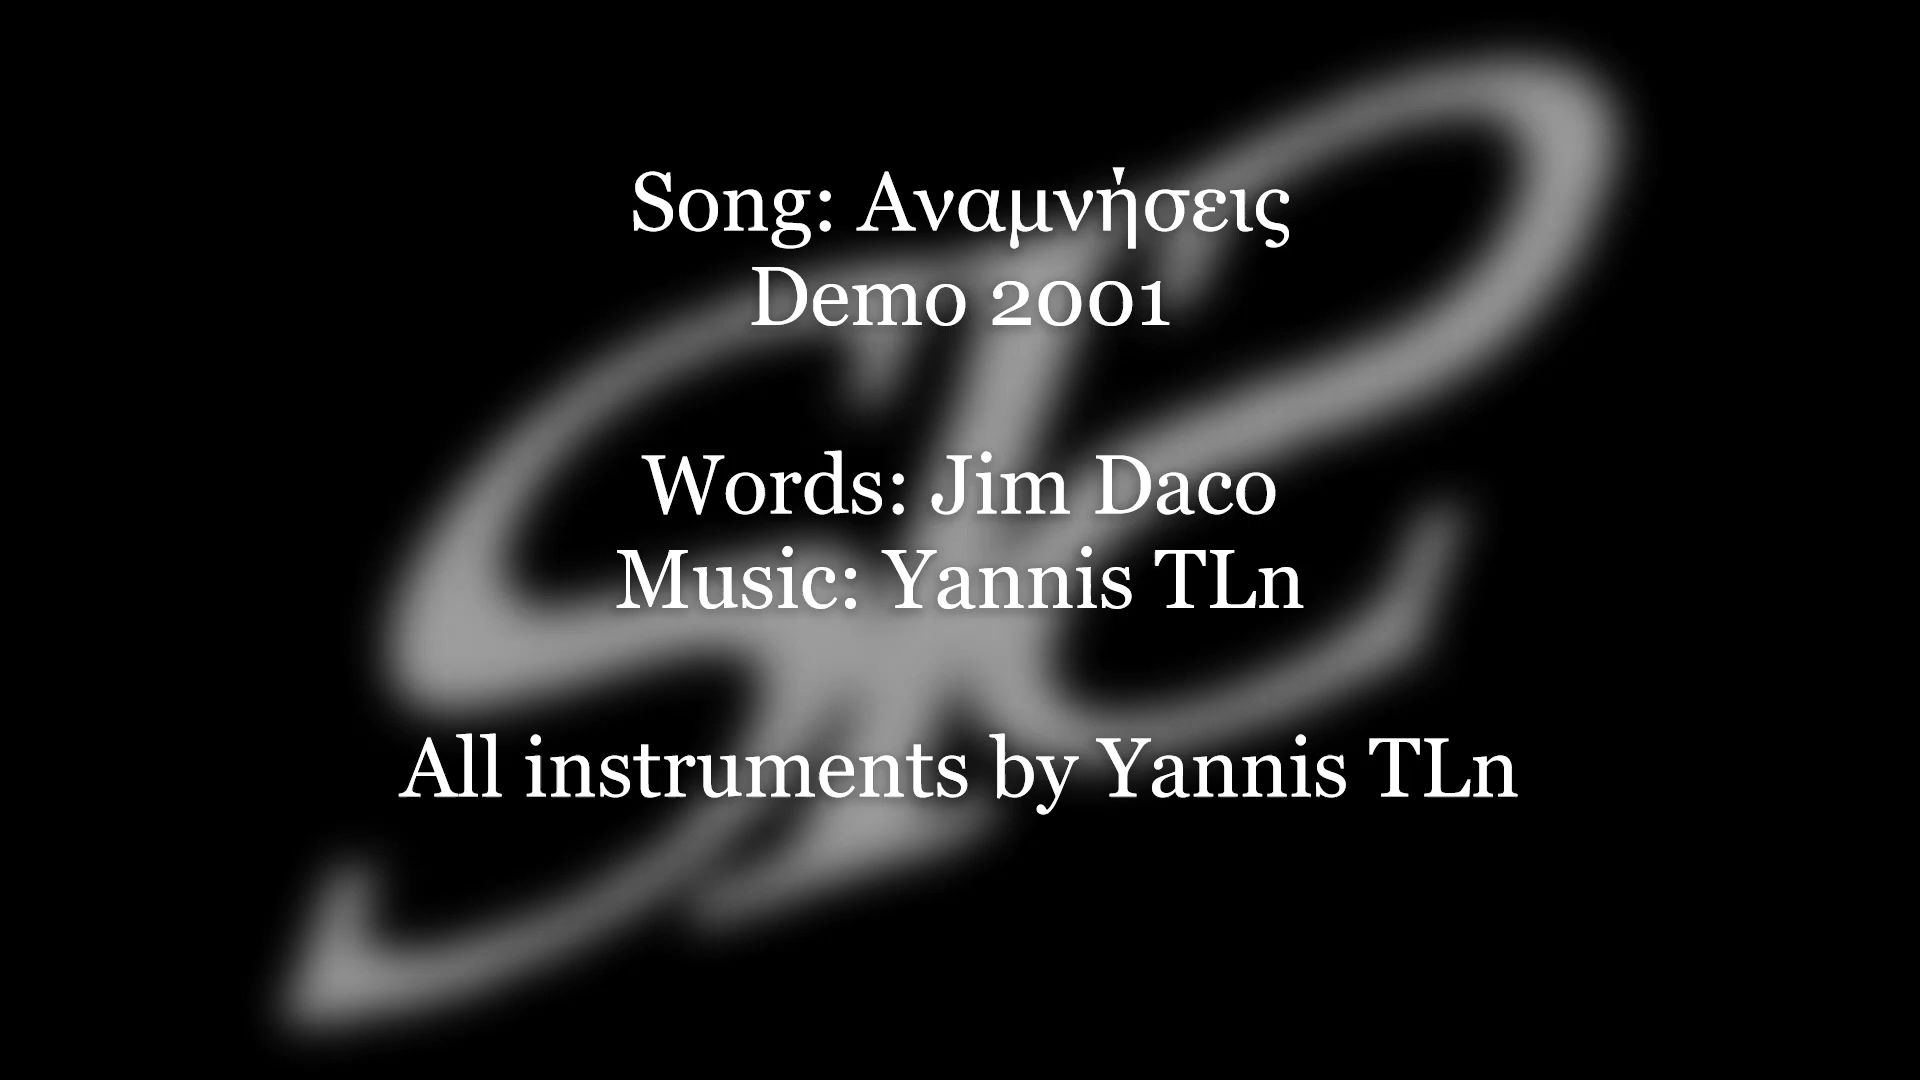 Song: Αναμνήσεις
Demo 2001
Words: Jim Daco
Music: Yannis TLn
All instruments by Yannis TLn